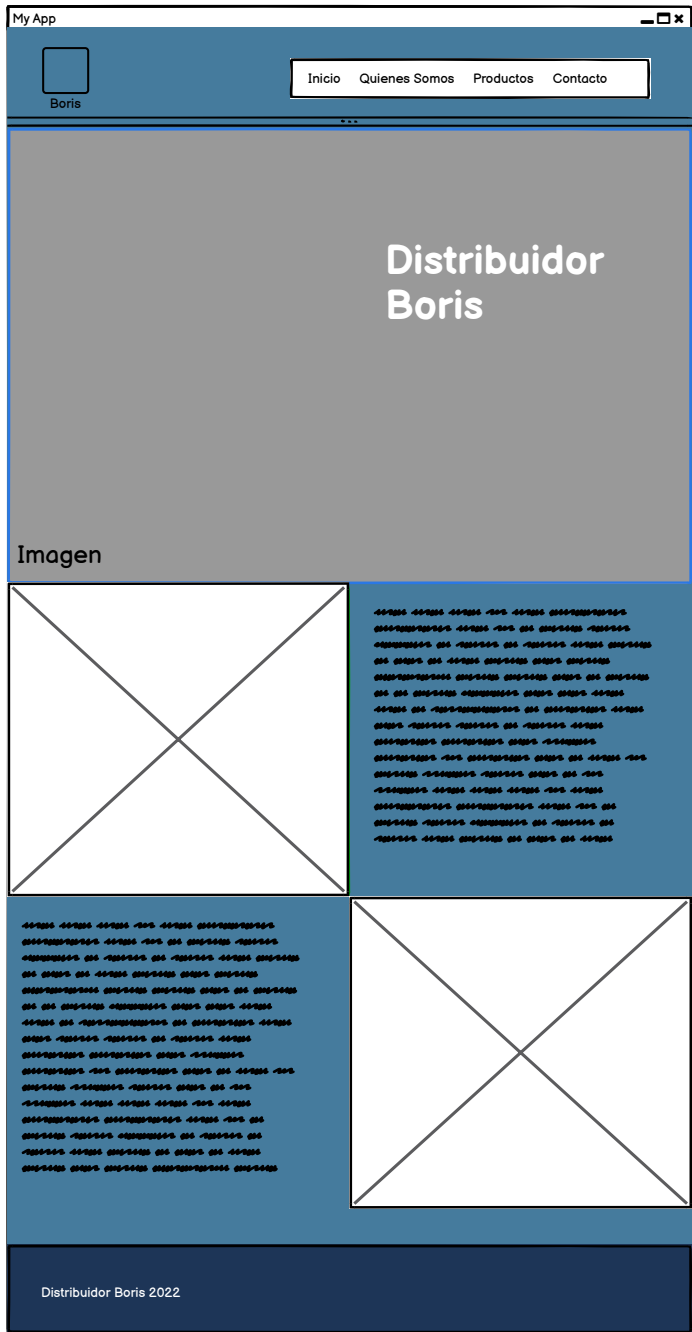 My App
Boris
Inicio Quienes Somos Productos Contacto
Distribuidor
Boris
Imagen
Distribuidor Boris 2022